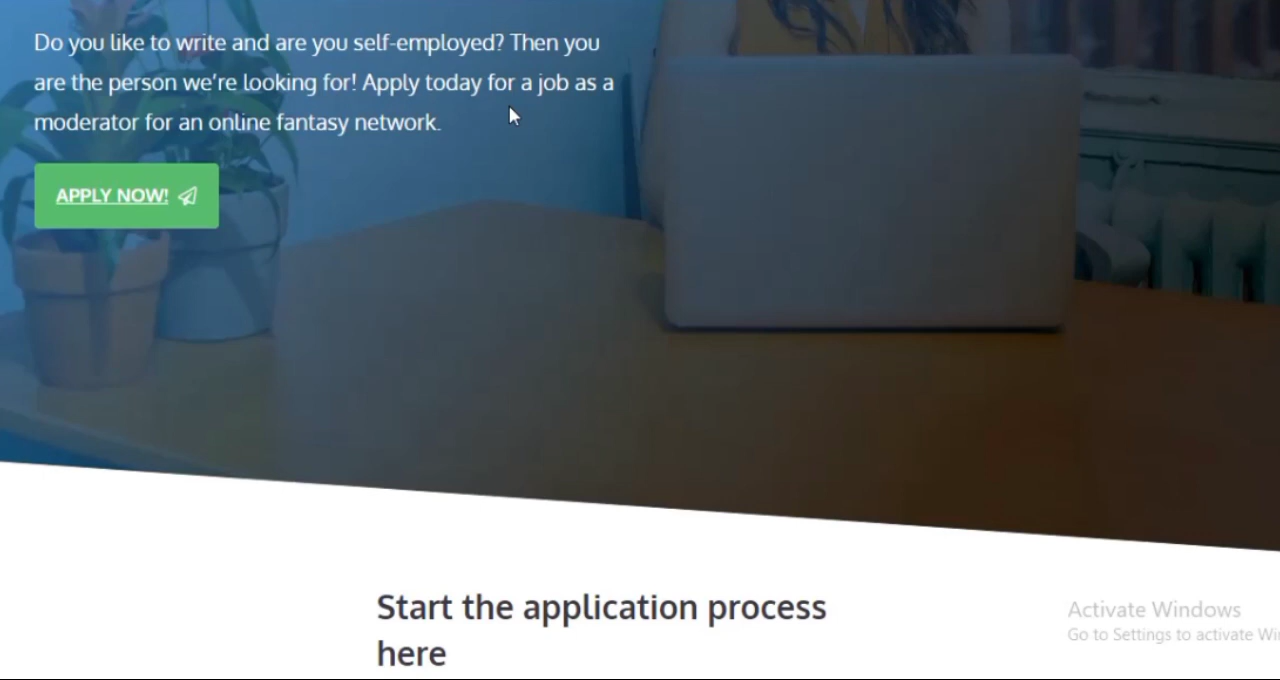 Do you like to write and are you self-employed? Then you
are the person we're looking for! Apply today for a job as a
moderator for an online fantasy network.
APPLY NOW!
Start the application process
here
Activate Windows
Go to Settings to activate Wi